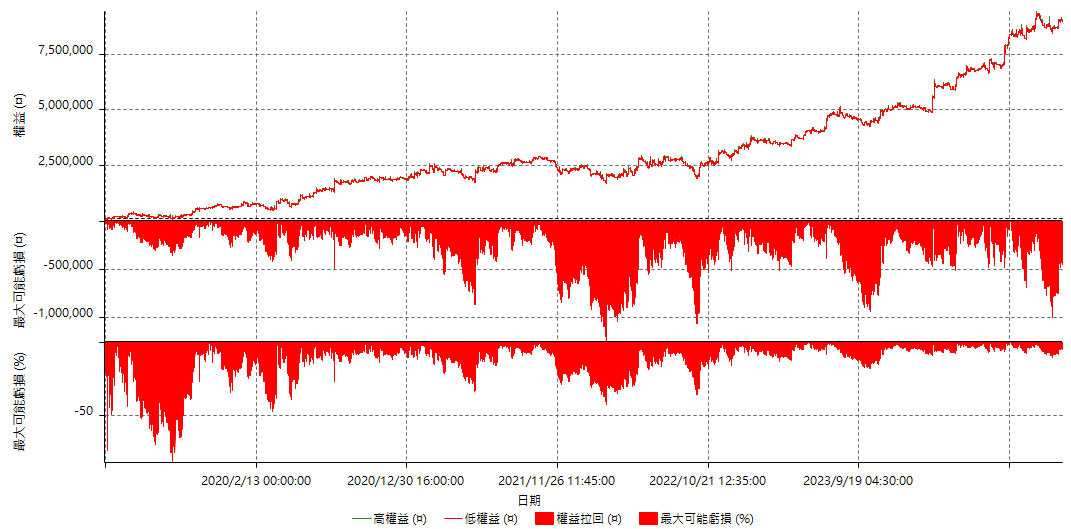 權益 (¤)
7,500,000
5,000,000
2,500,000
最大可能虧損 (¤)
-500,000
-1,000,000
最大可能虧損 (%)
-50
2020/2/13 00:00:00
2020/12/30 16:00:00
2021/11/26 11:45:00
2022/10/21 12:35:00
2023/9/19 04:30:00
日期
高權益 (¤)
低權益 (¤)
權益拉回 (¤)
最大可能虧損 (%)